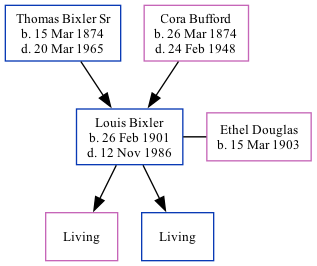 Thomas Bixler Sr
b. 15 Mar 1874
d. 20 Mar 1965
Cora Bufford
b. 26 Mar 1874
d. 24 Feb 1948
Louis Bixler
b. 26 Feb 1901
d. 12 Nov 1986
Ethel Douglas
b. 15 Mar 1903
Living
Living